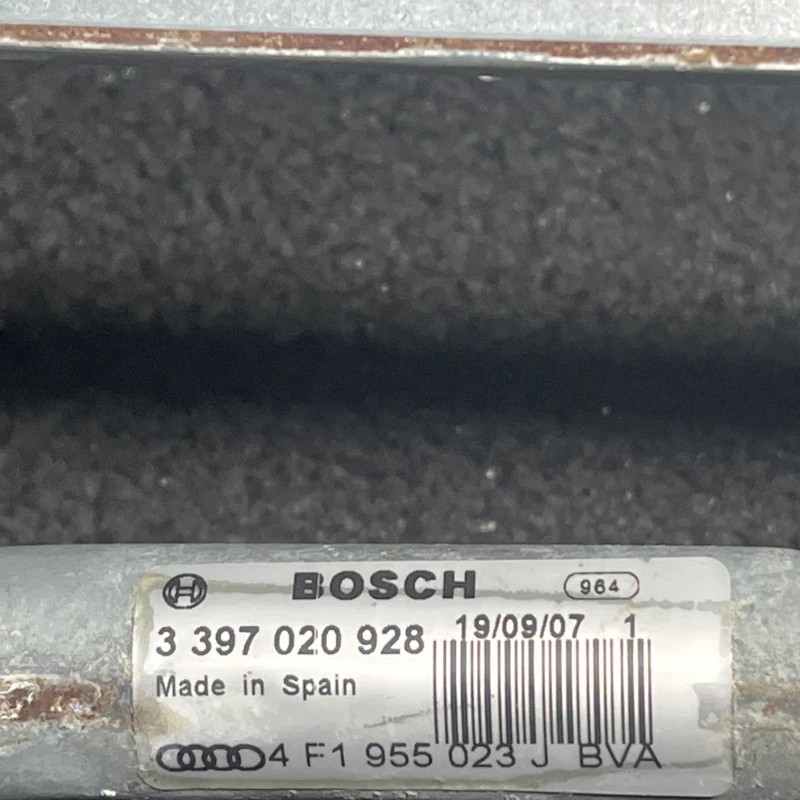 BOSCH 964
3 397 020 928 19/09/07 1
Made in Spain
4 F1 955 023 J BVA